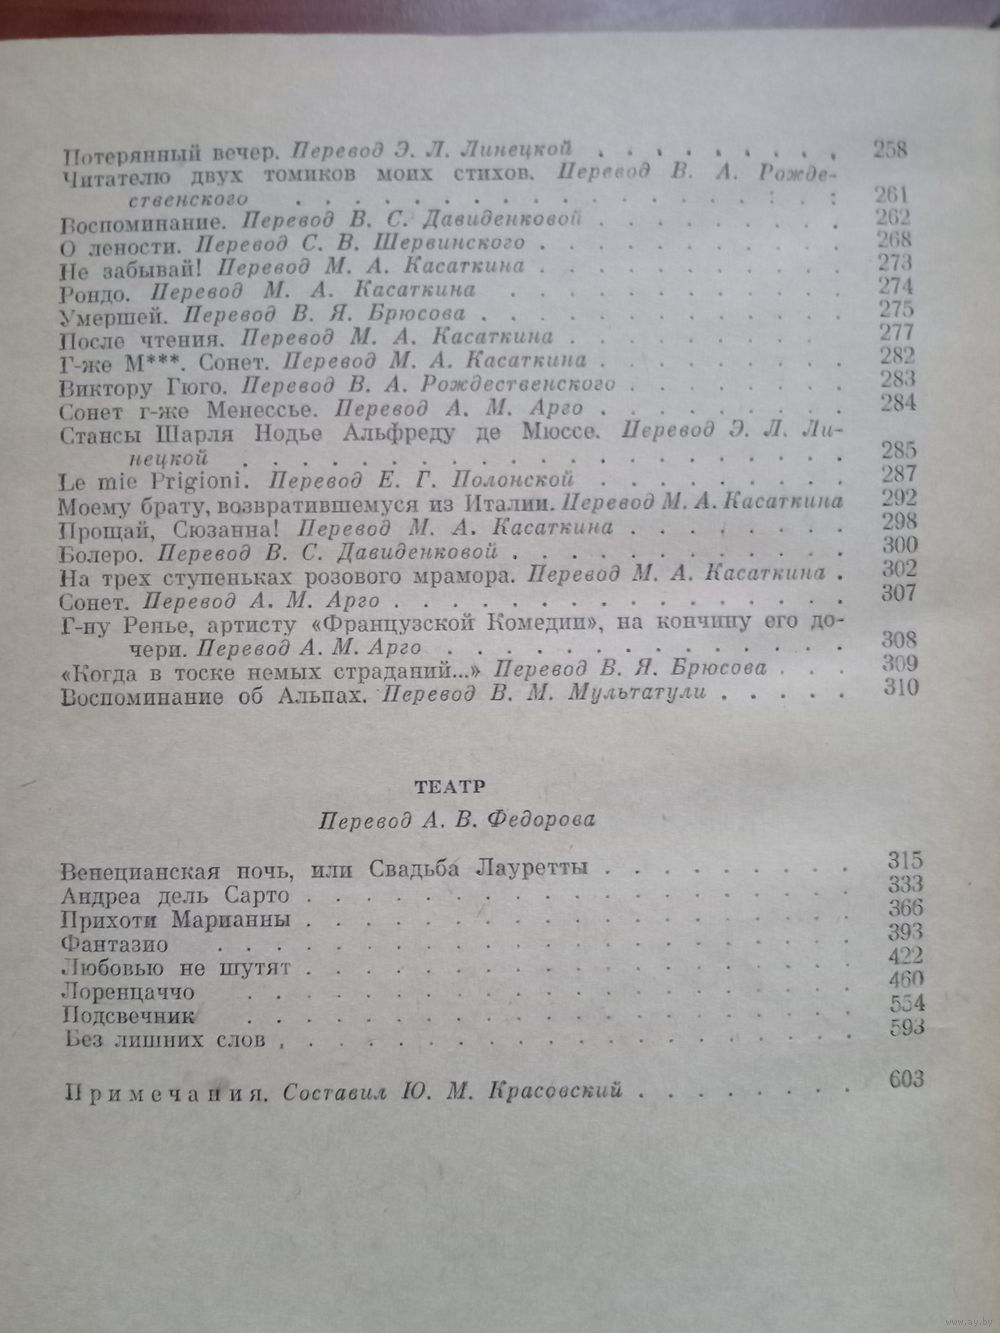 Потерянный вечер. Перевод Э. Л. Линецкой . . . . . . . . . . 258
Читателю двух томиков моих стихов. Перевод В. А. Рожде-
ственского . . . . . . . . . . . . . . . . . . . . 261
Воспоминание. Перевод В. С. Давиденковой . . . . . . . . . . 262
О лености. Перевод С. В. Шервинского . . . . . . . . . . . . 268
Не забывай! Перевод М. А. Касаткина . . . . . . . . . . . . 273
Рондо. Перевод М. А. Касаткина . . . . . . . . . . . . 274
Умершей. Перевод В. Я. Брюсова . . . . . . . . . . . . . 275
После чтения. Перевод М. А. Касаткина . . . . . . . . . . 277
Г-же М***. Сонет. Перевод М. А. Касаткина . . . . . . . . . 282
Виктору Гюго. Перевод В. А. Рождественского . . . . . . . . 283
Сонет г-же Менессье. Перевод А. М. Арго . . . . . . . . . 284
Стансы Шарля Нодье Альфреду де Мюссе. Перевод Э. Л. Ли-
нецкой . . . . . . . . . . . . . . . . . . . . . 285
Le mie Prigioni. Перевод Е. Г. Полонской . . . . . . . . . 287
Моему брату, возвратившемуся из Италии. Перевод М. А. Касаткина 292
Прощай, Сюзанна! Перевод М. А. Касаткина . . . . . . . . 298
Болеро. Перевод В. С. Давиденковой . . . . . . . . . . . . 300
На трех ступеньках розового мрамора. Перевод М. А. Касаткина . 302
Сонет. Перевод А. М. Арго . . . . . . . . . . . . . . . . 307
Г-ну Ренье, артисту «Французской Комедии», на кончину его до-
чери. Перевод А. М. Арго . . . . . . . . . . . . . . 308
«Когда в тоске немых страданий...» Перевод В. Я. Брюсова . . . 309
Воспоминание об Альпах. Перевод В. М. Мультатули . . . . . 310
ТЕАТР
Перевод А. В. Федорова
Венецианская ночь, или Свадьба Лауретты . . . . . . . . . 315
Андреа дель Сарто . . . . . . . . . . . . . . . . . . . 333
Прихоти Марианны . . . . . . . . . . . . . . . . . . . 366
Фантазио . . . . . . . . . . . . . . . . . . . . . . 393
Любовью не шутят . . . . . . . . . . . . . . . . . . . 422
Лоренцаччо . . . . . . . . . . . . . . . . . . . . . 460
Подсвечник . . . . . . . . . . . . . . . . . . . . . 554
Без лишних слов . . . . . . . . . . . . . . . . . . . . 593
Примечания. Составил Ю. М. Красовский . . . . . . . . 603
www.ay.by